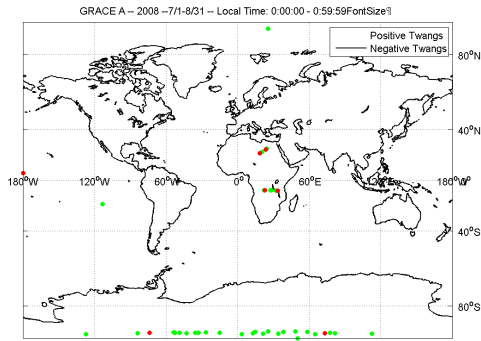 GRACE A -- 2008 --7/1-8/31 -- Local Time: 0:00:00 - 0:59:59FontSize¶
Positive Twangs
Negative Twangs
80°N
40°N
180°W 120°W 60°W 0° 60°E 120°E 180°W
40°S
80°S